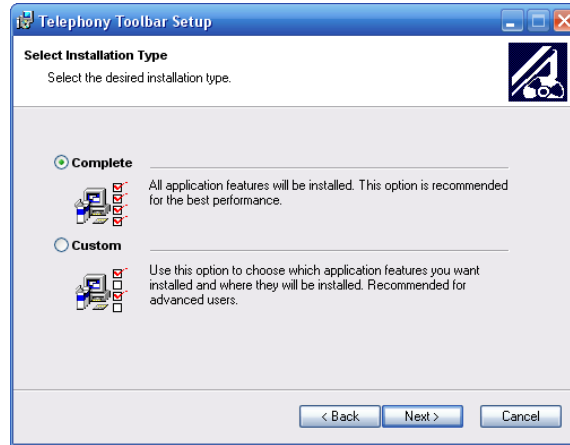 Telephony Toolbar Setup
Select Installation Type
Select the desired installation type.
Complete
All application features will be installed. This option is recommended
for the best performance.
Custom
Use this option to choose which application features you want
installed and where they will be installed. Recommended for
advanced users.
< Back
Next >
Cancel